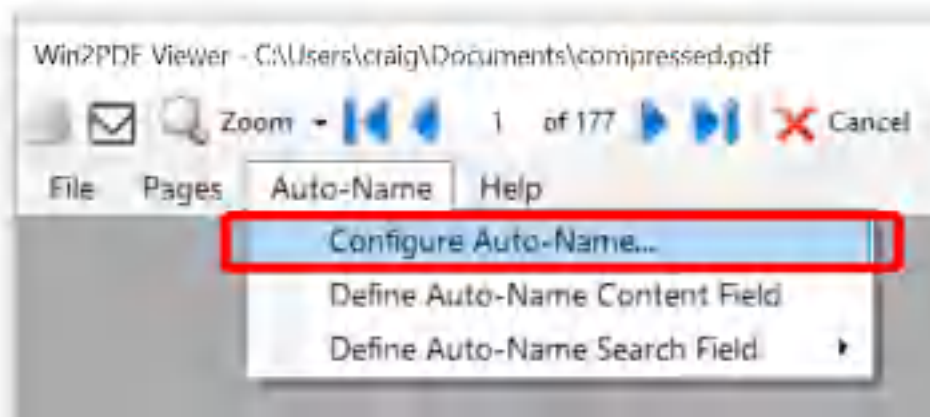 Win2PDF Viewer - C:\Users\craig\Documents\compressed.pdf
Zoom 1 of 177 Cancel
File Pages Auto-Name Help
Configure Auto-Name...
Define Auto-Name Content Field
Define Auto-Name Search Field